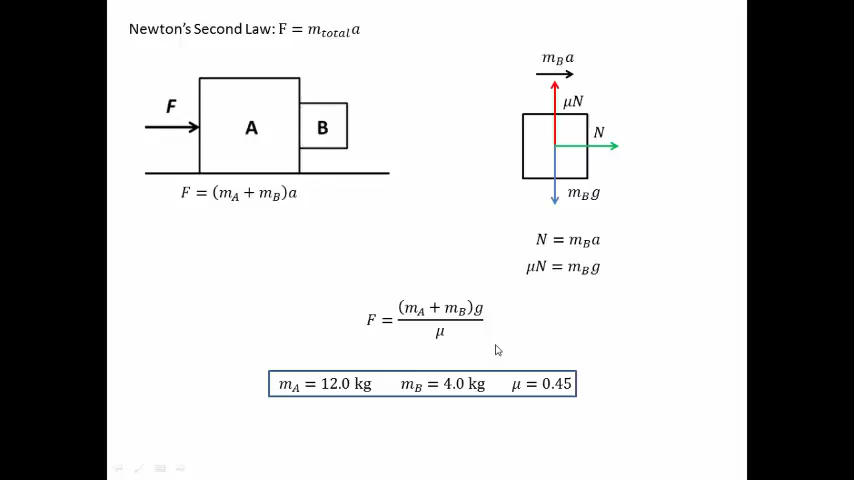 Newton's Second Law: F = m_total a
F
A
B
F = (m_A + m_B)a
m_B a
μN
N
m_B g
N = m_B a
μN = m_B g
F = (m_A + m_B)g / μ
m_A = 12.0 kg m_B = 4.0 kg μ = 0.45